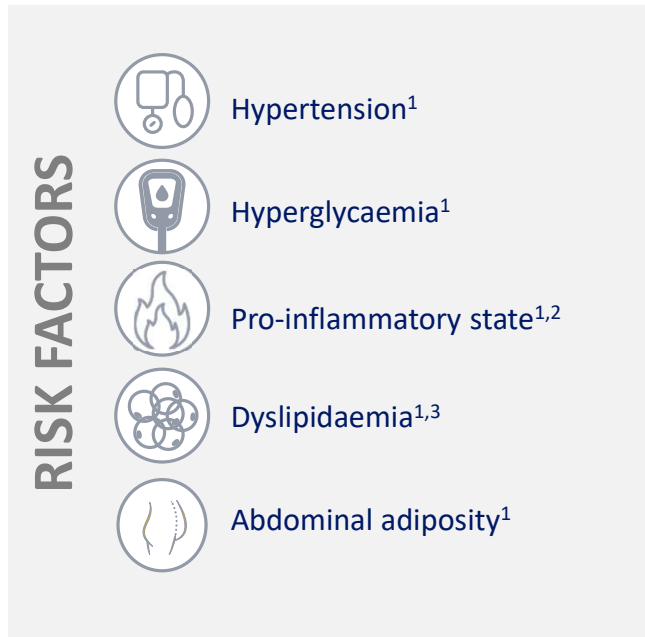 RISK FACTORS
Hypertension¹
Hyperglycaemia¹
Pro-inflammatory state¹,²
Dyslipidaemia¹,³
Abdominal adiposity¹